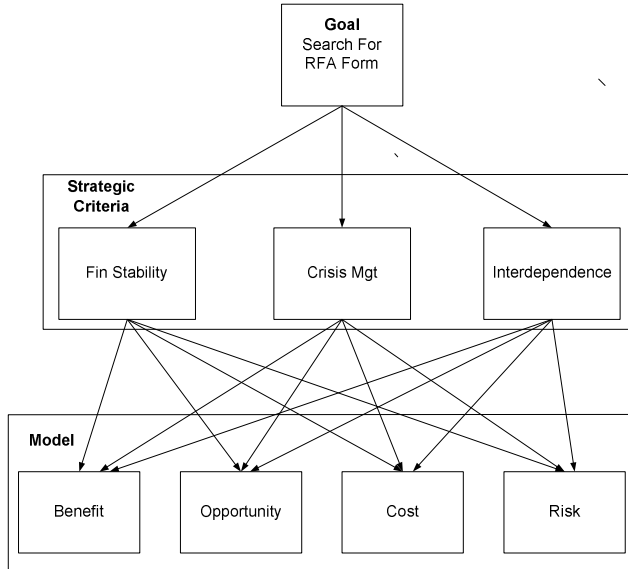 Goal
Search For
RFA Form
Strategic
Criteria
Fin Stability
Crisis Mgt
Interdependence
Model
Benefit
Opportunity
Cost
Risk